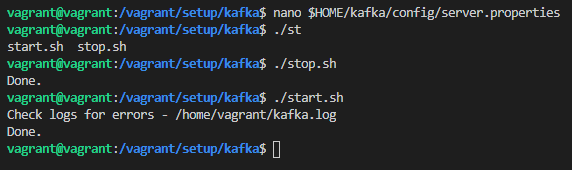 vagrant@vagrant:/vagrant/setup/kafka$ nano $HOME/kafka/config/server.properties
vagrant@vagrant:/vagrant/setup/kafka$ ./st
start.sh  stop.sh
vagrant@vagrant:/vagrant/setup/kafka$ ./stop.sh
Done.
vagrant@vagrant:/vagrant/setup/kafka$ ./start.sh
Check logs for errors - /home/vagrant/kafka.log
Done.
vagrant@vagrant:/vagrant/setup/kafka$